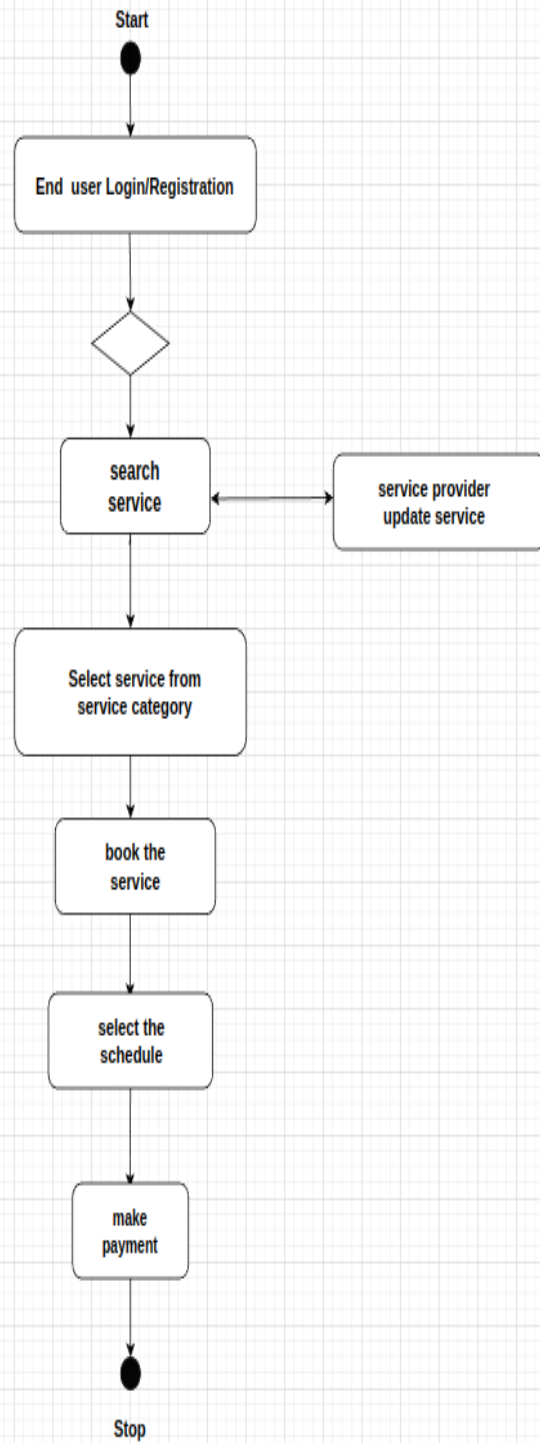 Start
End user Login/Registration
search
service
service provider
update service
Select service from
service category
book the
service
select the
schedule
make
payment
Stop